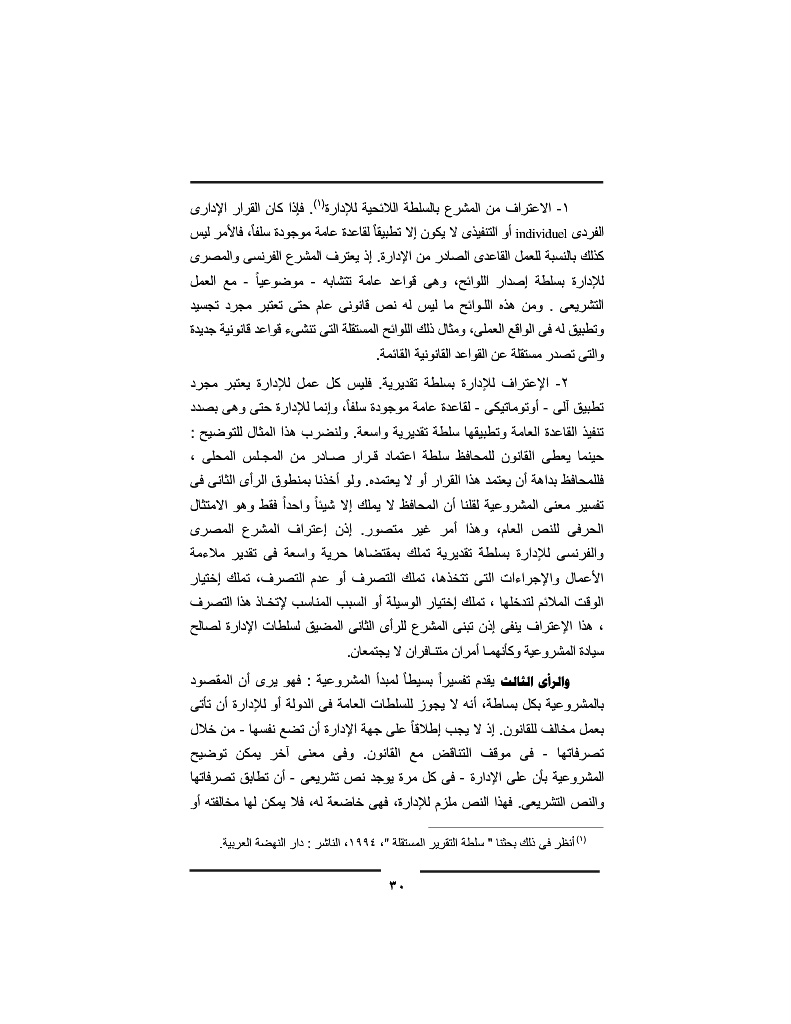 ١- الاعتراف من المشرع بالسلطة اللائحية للإدارة(١). فإذا كان القرار الإدارى
الفردى individuel أو التنفيذى لا يكون إلا تطبيقاً لقاعدة عامة موجودة سلفاً، فالأمر ليس
كذلك بالنسبة للعمل القاعدى الصادر من الإدارة. إذ يعترف المشرع الفرنسى والمصرى
للإدارة بسلطة إصدار اللوائح، وهى قواعد عامة تتشابه - موضوعياً - مع العمل
التشريعى . ومن هذه اللوائح ما ليس له نص قانونى عام حتى تعتبر مجرد تجسيد
وتطبيق له فى الواقع العملى، ومثال ذلك اللوائح المستقلة التى تنشىء قواعد قانونية جديدة
والتى تصدر مستقلة عن القواعد القانونية القائمة.
٢- الإعتراف للإدارة بسلطة تقديرية. فليس كل عمل للإدارة يعتبر مجرد
تطبيق آلى - أوتوماتيكى - لقاعدة عامة موجودة سلفاً، وإنما للإدارة حتى وهى بصدد
تنفيذ القاعدة العامة وتطبيقها سلطة تقديرية واسعة. ولنضرب هذا المثال للتوضيح :
حينما يعطى القانون للمحافظ سلطة اعتماد قرار صادر من المجلس المحلى ،
فللمحافظ بداهة أن يعتمد هذا القرار أو لا يعتمده. ولو أخذنا بمنطوق الرأى الثانى فى
تفسير معنى المشروعية لقلنا أن المحافظ لا يملك إلا شيئاً واحداً فقط وهو الامتثال
الحرفى للنص العام، وهذا أمر غير متصور. إذن إعتراف المشرع المصرى
والفرنسى للإدارة بسلطة تقديرية تملك بمقتضاها حرية واسعة فى تقدير ملاءمة
الأعمال والإجراءات التى تتخذها، تملك التصرف أو عدم التصرف، تملك إختيار
الوقت الملائم لتدخلها ، تملك إختيار الوسيلة أو السبب المناسب لإتخاذ هذا التصرف
، هذا الإعتراف ينفى إذن تبنى المشرع للرأى الثانى المضيق لسلطات الإدارة لصالح
سيادة المشروعية وكأنهما أمران متنافران لا يجتمعان.
والرأى الثالث يقدم تفسيراً بسيطاً لمبدأ المشروعية : فهو يرى أن المقصود
بالمشروعية بكل بساطة، أنه لا يجوز للسلطات العامة فى الدولة أو للإدارة أن تأتى
بعمل مخالف للقانون. إذ لا يجب إطلاقاً على جهة الإدارة أن تضع نفسها - من خلال
تصرفاتها - فى موقف التناقض مع القانون. وفى معنى آخر يمكن توضيح
المشروعية بأن على الإدارة - فى كل مرة يوجد نص تشريعى - أن تطابق تصرفاتها
والنص التشريعى. فهذا النص ملزم للإدارة، فهى خاضعة له، فلا يمكن لها مخالفته أو
(١) أنظر فى ذلك بحثنا " سلطة التقرير المستقلة "، ١٩٩٤، الناشر : دار النهضة العربية.
٣٠